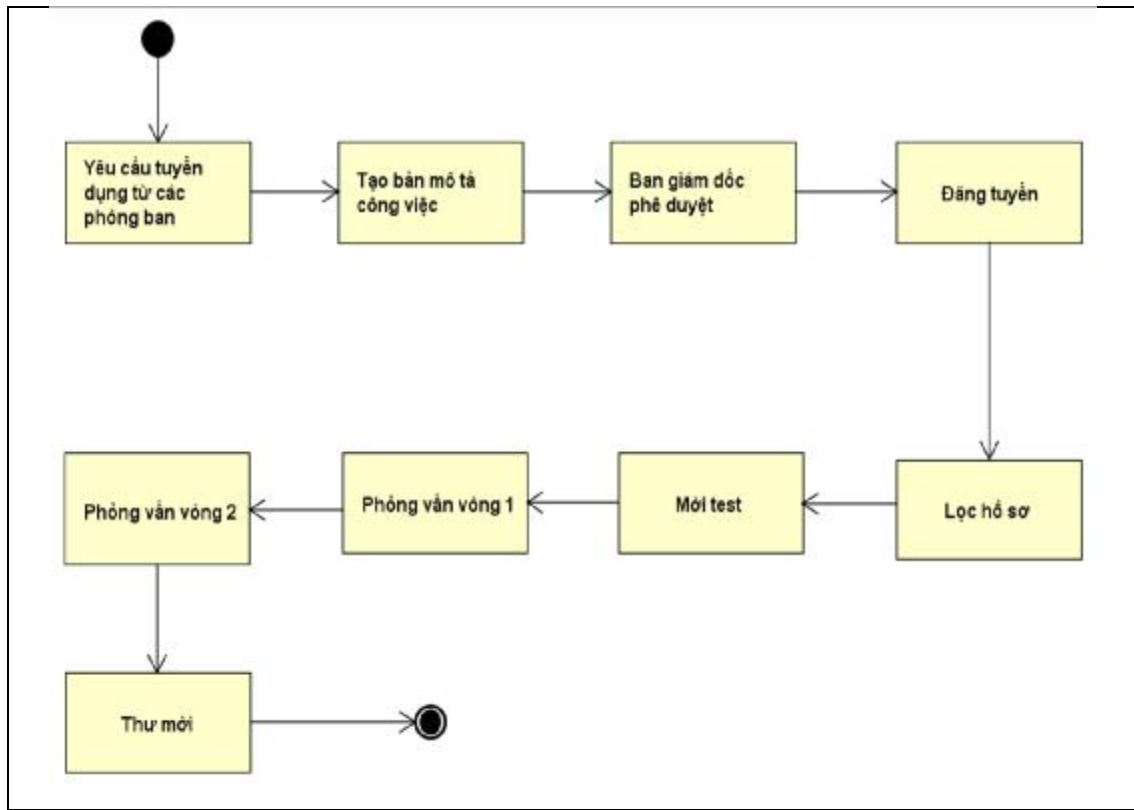 Yêu cầu tuyển
dụng từ các
phòng ban
Tạo bản mô tả
công việc
Ban giám đốc
phê duyệt
Đăng tuyển
Phỏng vấn vòng 2
Phỏng vấn vòng 1
Mời test
Lọc hồ sơ
Thư mời